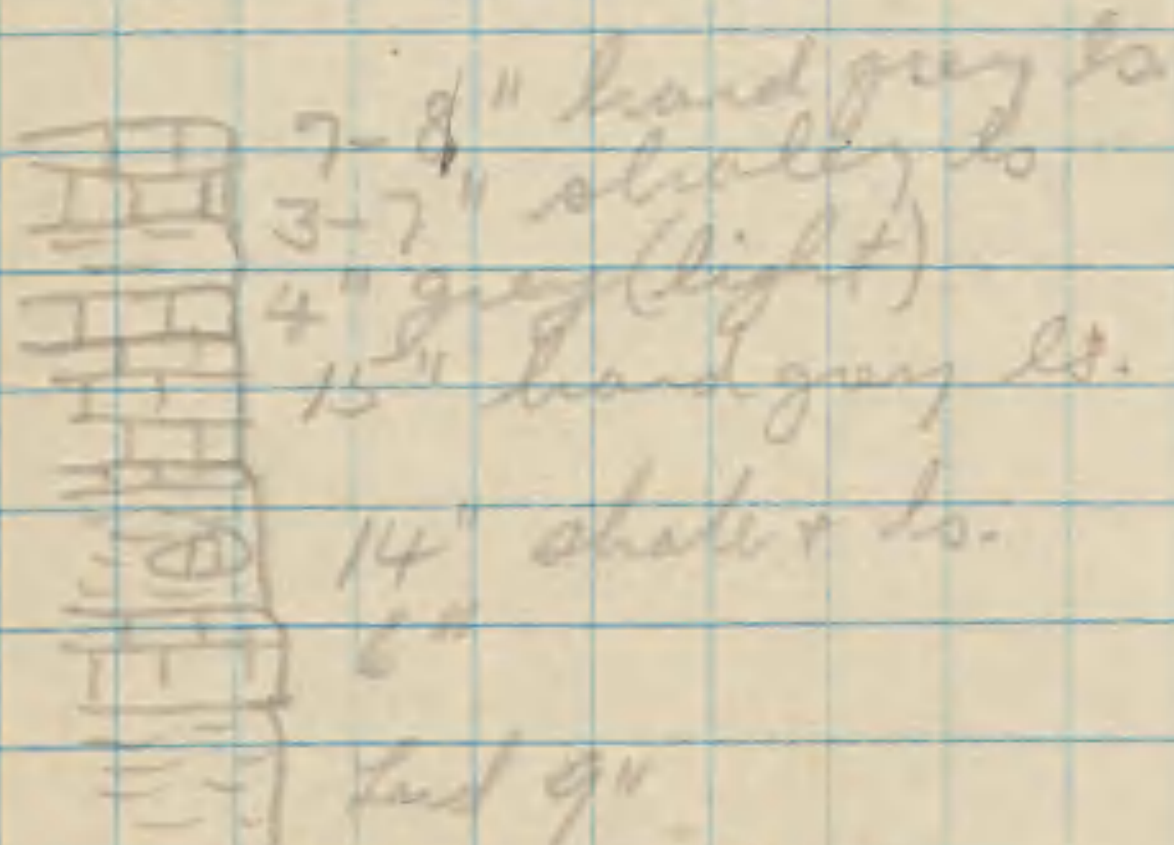 7-8" hard grey ls.
3-7" shaley ls
4" grey (light)
15" hard grey ls.
14" shale + ls.
6"
9"